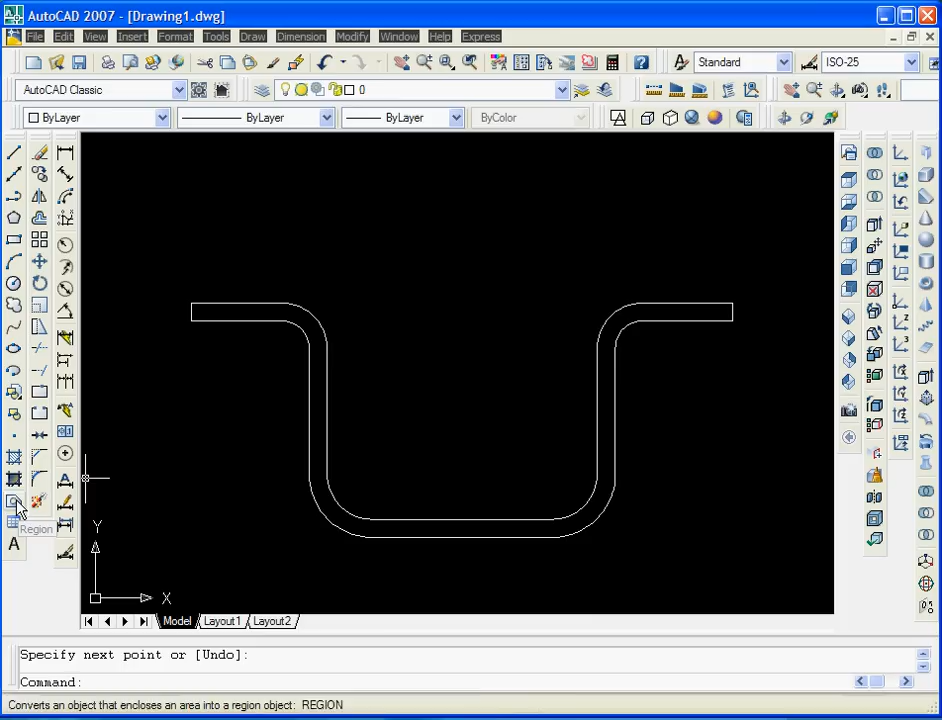 AutoCAD 2007 - [Drawing1.dwg]
File Edit View Insert Format Tools Draw Dimension Modify Window Help Express
Standard ISO-25
AutoCAD Classic 0
ByLayer ByLayer ByLayer ByColor
Region
A
Y
X
Model Layout1 Layout2
Specify next point or [Undo]:
Command:
Converts an object that encloses an area into a region object: REGION